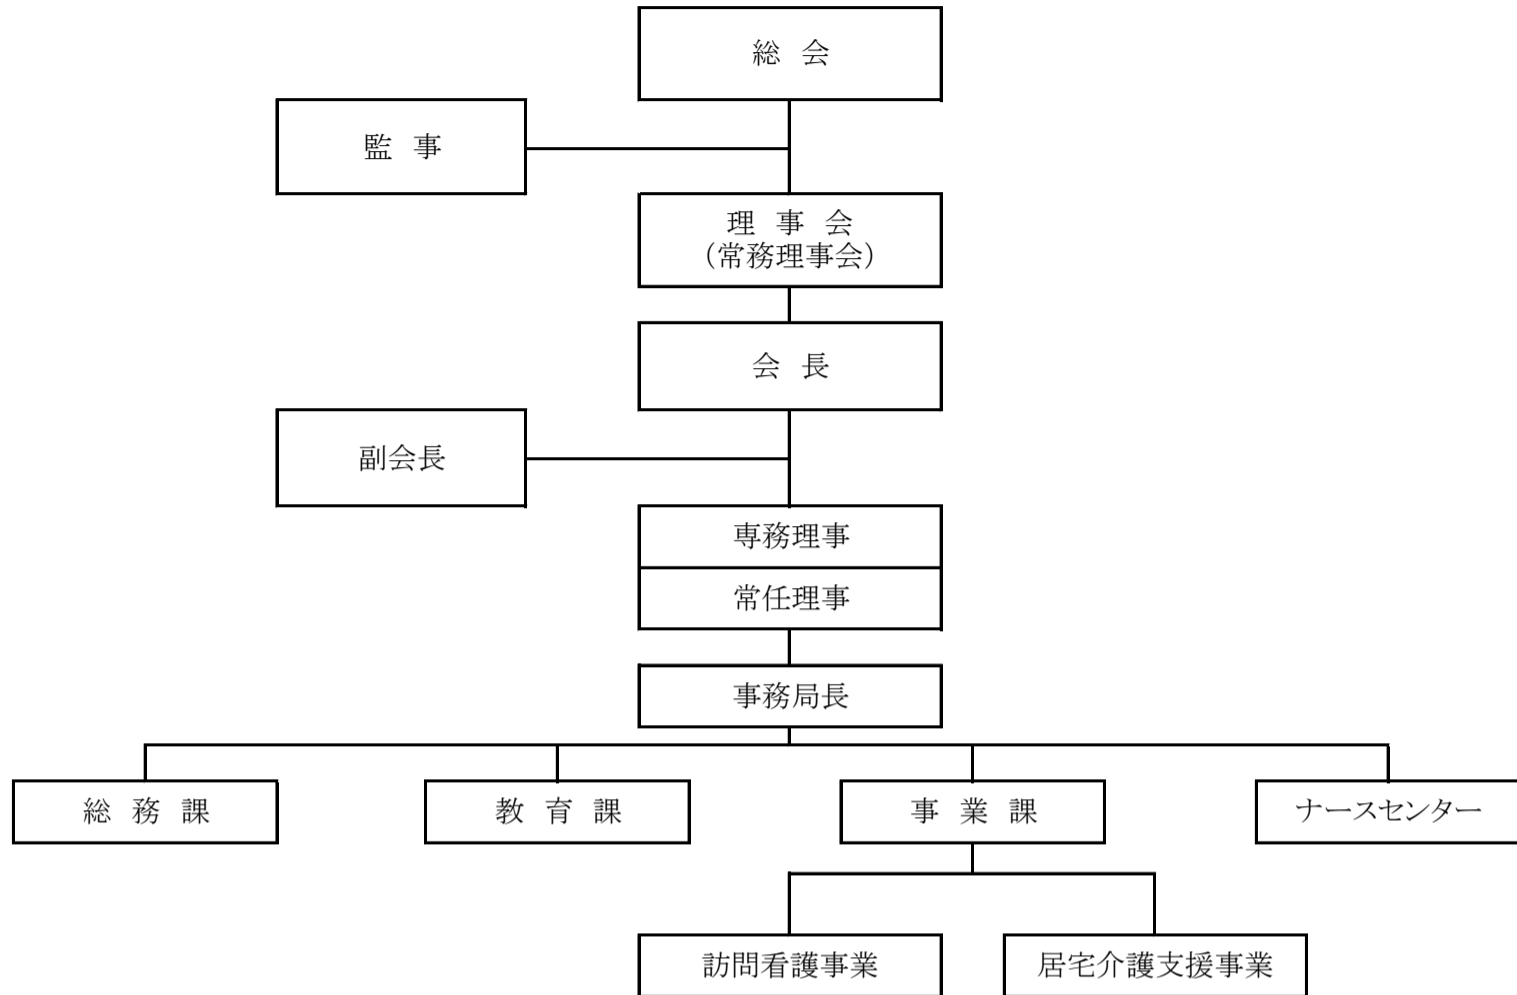 総 会
監 事
理 事 会
(常務理事会)
会 長
副会長
専務理事
常任理事
事務局長
総 務 課
教 育 課
事 業 課
ナースセンター
訪問看護事業
居宅介護支援事業